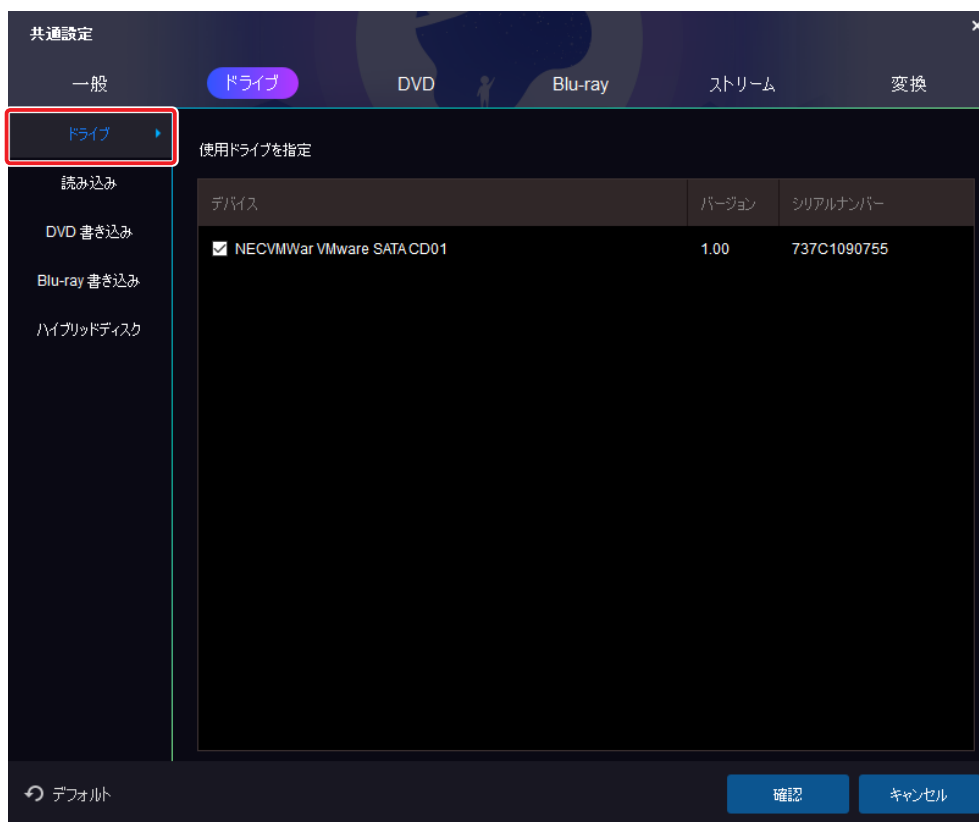 共通設定
一般 ドライブ DVD Blu-ray ストリーム 変換
ドライブ
使用ドライブを指定
読み込み
デバイス バージョン シリアルナンバー
DVD 書き込み
NECVMWar VMware SATA CD01 1.00 737C1090755
Blu-ray 書き込み
ハイブリッドディスク
デフォルト 確認 キャンセル